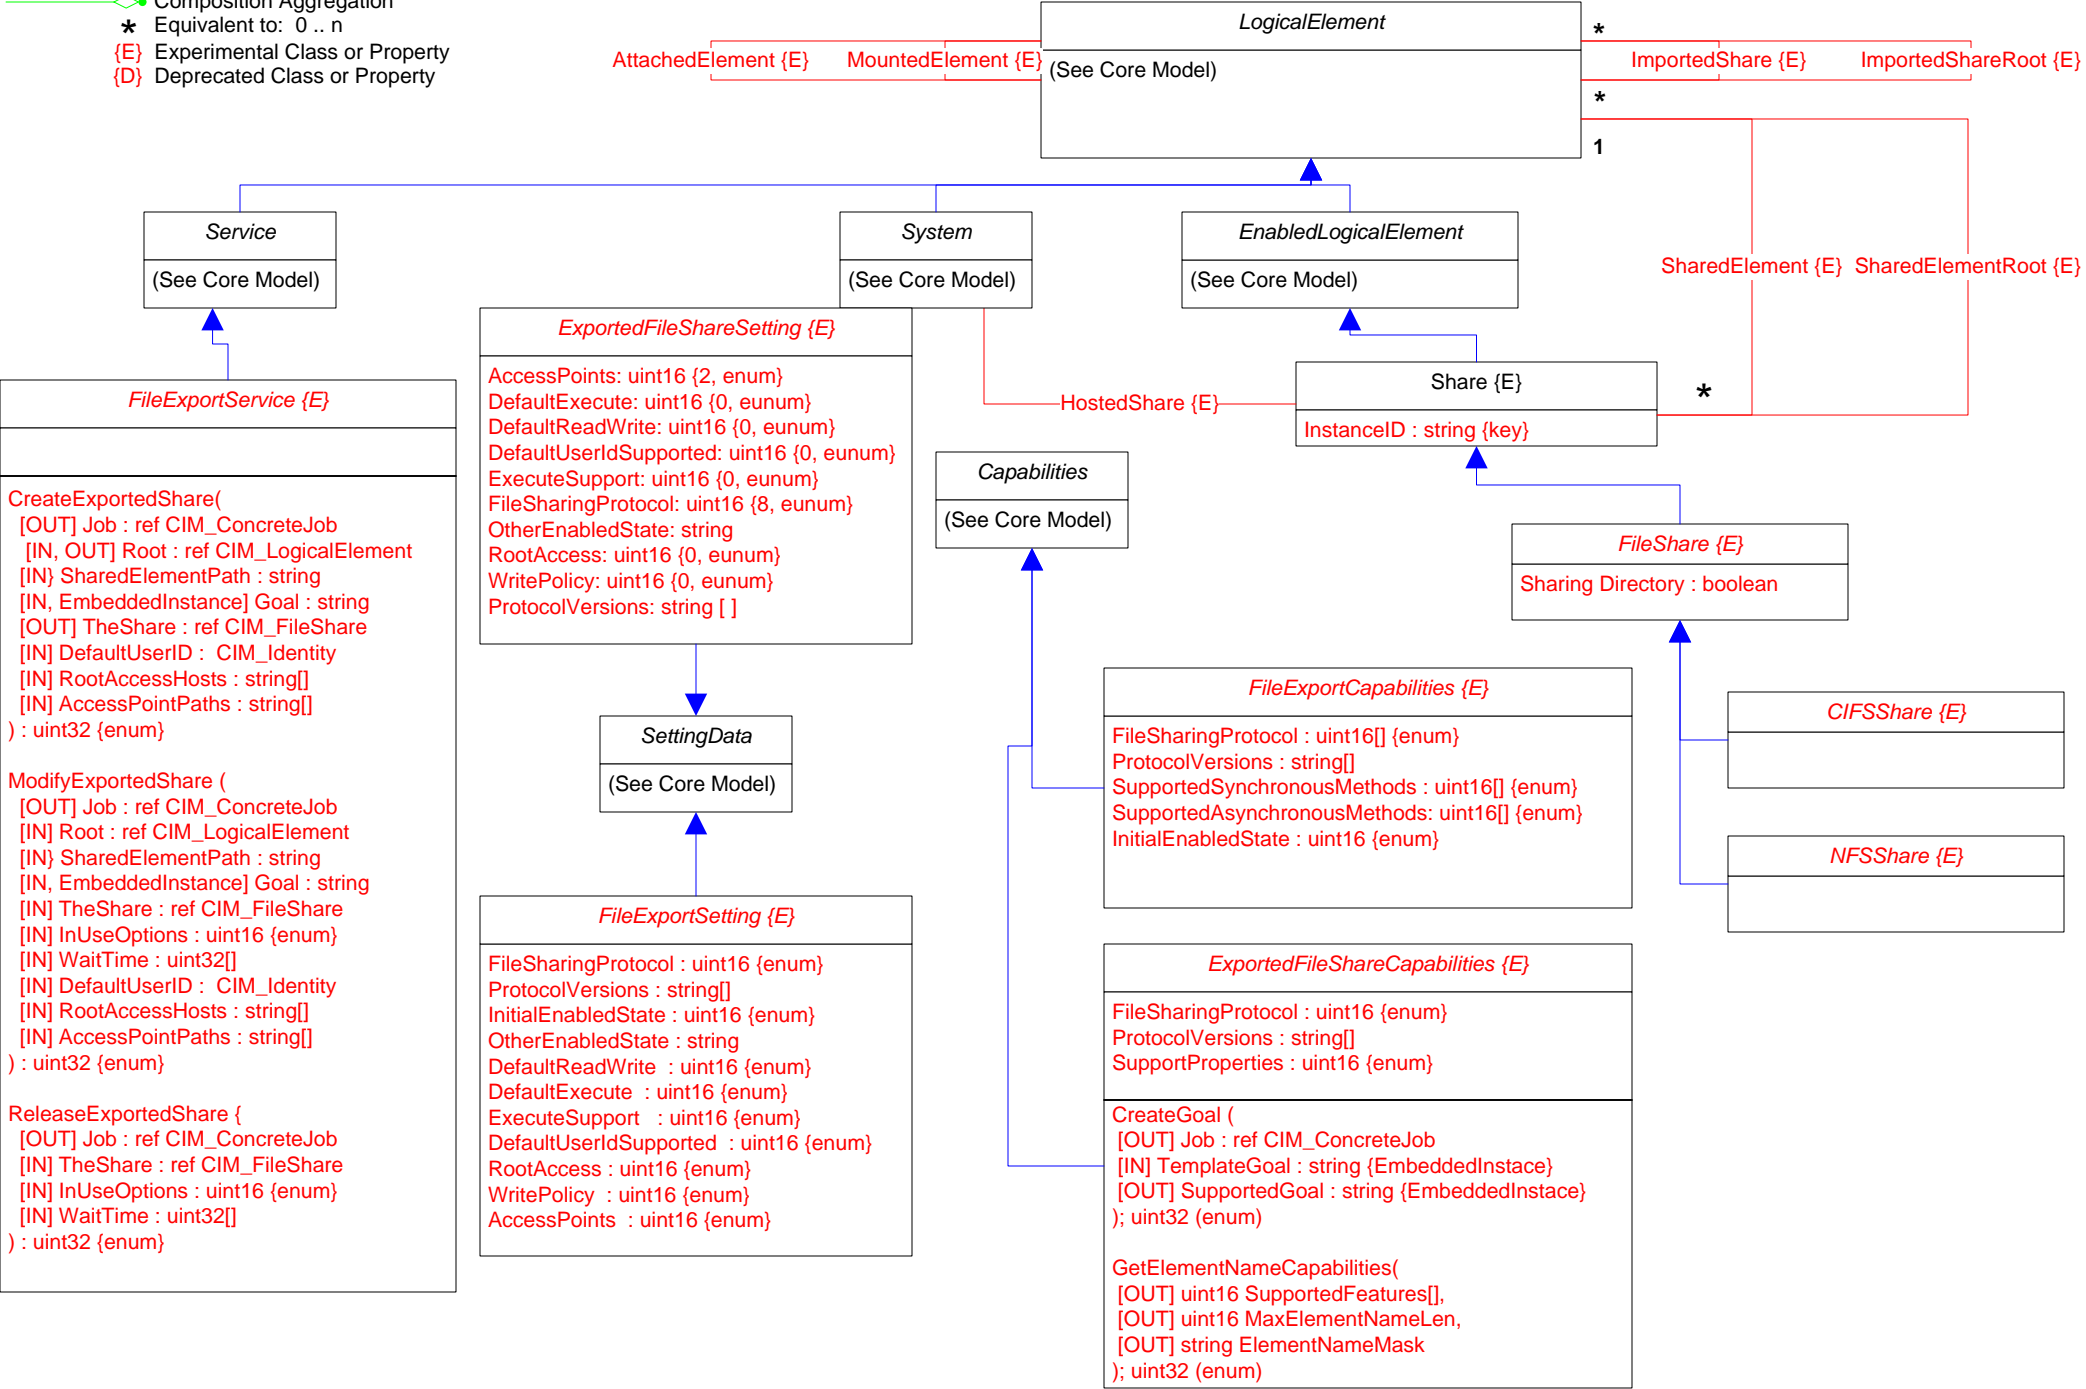 Composition Aggregation
* Equivalent to: 0 .. n
{E} Experimental Class or Property
{D} Deprecated Class or Property
LogicalElement
(See Core Model)
AttachedElement {E}
MountedElement {E}
*
ImportedShare {E}
ImportedShareRoot {E}
*
1
SharedElement {E}
SharedElementRoot {E}
*
Service
(See Core Model)
System
(See Core Model)
EnabledLogicalElement
(See Core Model)
HostedShare {E}
Share {E}
InstanceID : string {key}
FileExportService {E}
CreateExportedShare(
[OUT] Job : ref CIM_ConcreteJob
[IN, OUT] Root : ref CIM_LogicalElement
[IN} SharedElementPath : string
[IN, EmbeddedInstance] Goal : string
[OUT] TheShare : ref CIM_FileShare
[IN] DefaultUserID : CIM_Identity
[IN] RootAccessHosts : string[]
[IN] AccessPointPaths : string[]
) : uint32 {enum}
ModifyExportedShare (
[OUT] Job : ref CIM_ConcreteJob
[IN] Root : ref CIM_LogicalElement
[IN} SharedElementPath : string
[IN, EmbeddedInstance] Goal : string
[IN] TheShare : ref CIM_FileShare
[IN] InUseOptions : uint16 {enum}
[IN] WaitTime : uint32[]
[IN] DefaultUserID : CIM_Identity
[IN] RootAccessHosts : string[]
[IN] AccessPointPaths : string[]
) : uint32 {enum}
ReleaseExportedShare {
[OUT] Job : ref CIM_ConcreteJob
[IN] TheShare : ref CIM_FileShare
[IN] InUseOptions : uint16 {enum}
[IN] WaitTime : uint32[]
) : uint32 {enum}
ExportedFileShareSetting {E}
AccessPoints: uint16 {2, enum}
DefaultExecute: uint16 {0, eunum}
DefaultReadWrite: uint16 {0, eunum}
DefaultUserIdSupported: uint16 {0, eunum}
ExecuteSupport: uint16 {0, eunum}
FileSharingProtocol: uint16 {8, eunum}
OtherEnabledState: string
RootAccess: uint16 {0, eunum}
WritePolicy: uint16 {0, eunum}
ProtocolVersions: string [ ]
SettingData
(See Core Model)
FileExportSetting {E}
FileSharingProtocol : uint16 {enum}
ProtocolVersions : string[]
InitialEnabledState : uint16 {enum}
OtherEnabledState : string
DefaultReadWrite : uint16 {enum}
DefaultExecute : uint16 {enum}
ExecuteSupport : uint16 {enum}
DefaultUserIdSupported : uint16 {enum}
RootAccess : uint16 {enum}
WritePolicy : uint16 {enum}
AccessPoints : uint16 {enum}
Capabilities
(See Core Model)
FileShare {E}
Sharing Directory : boolean
FileExportCapabilities {E}
FileSharingProtocol : uint16[] {enum}
ProtocolVersions : string[]
SupportedSynchronousMethods : uint16[] {enum}
SupportedAsynchronousMethods: uint16[] {enum}
InitialEnabledState : uint16 {enum}
CIFSShare {E}
NFSShare {E}
ExportedFileShareCapabilities {E}
FileSharingProtocol : uint16 {enum}
ProtocolVersions : string[]
SupportProperties : uint16 {enum}
CreateGoal (
[OUT] Job : ref CIM_ConcreteJob
[IN] TemplateGoal : string {EmbeddedInstace}
[OUT] SupportedGoal : string {EmbeddedInstace}
); uint32 (enum)
GetElementNameCapabilities(
[OUT] uint16 SupportedFeatures[],
[OUT] uint16 MaxElementNameLen,
[OUT] string ElementNameMask
); uint32 (enum)